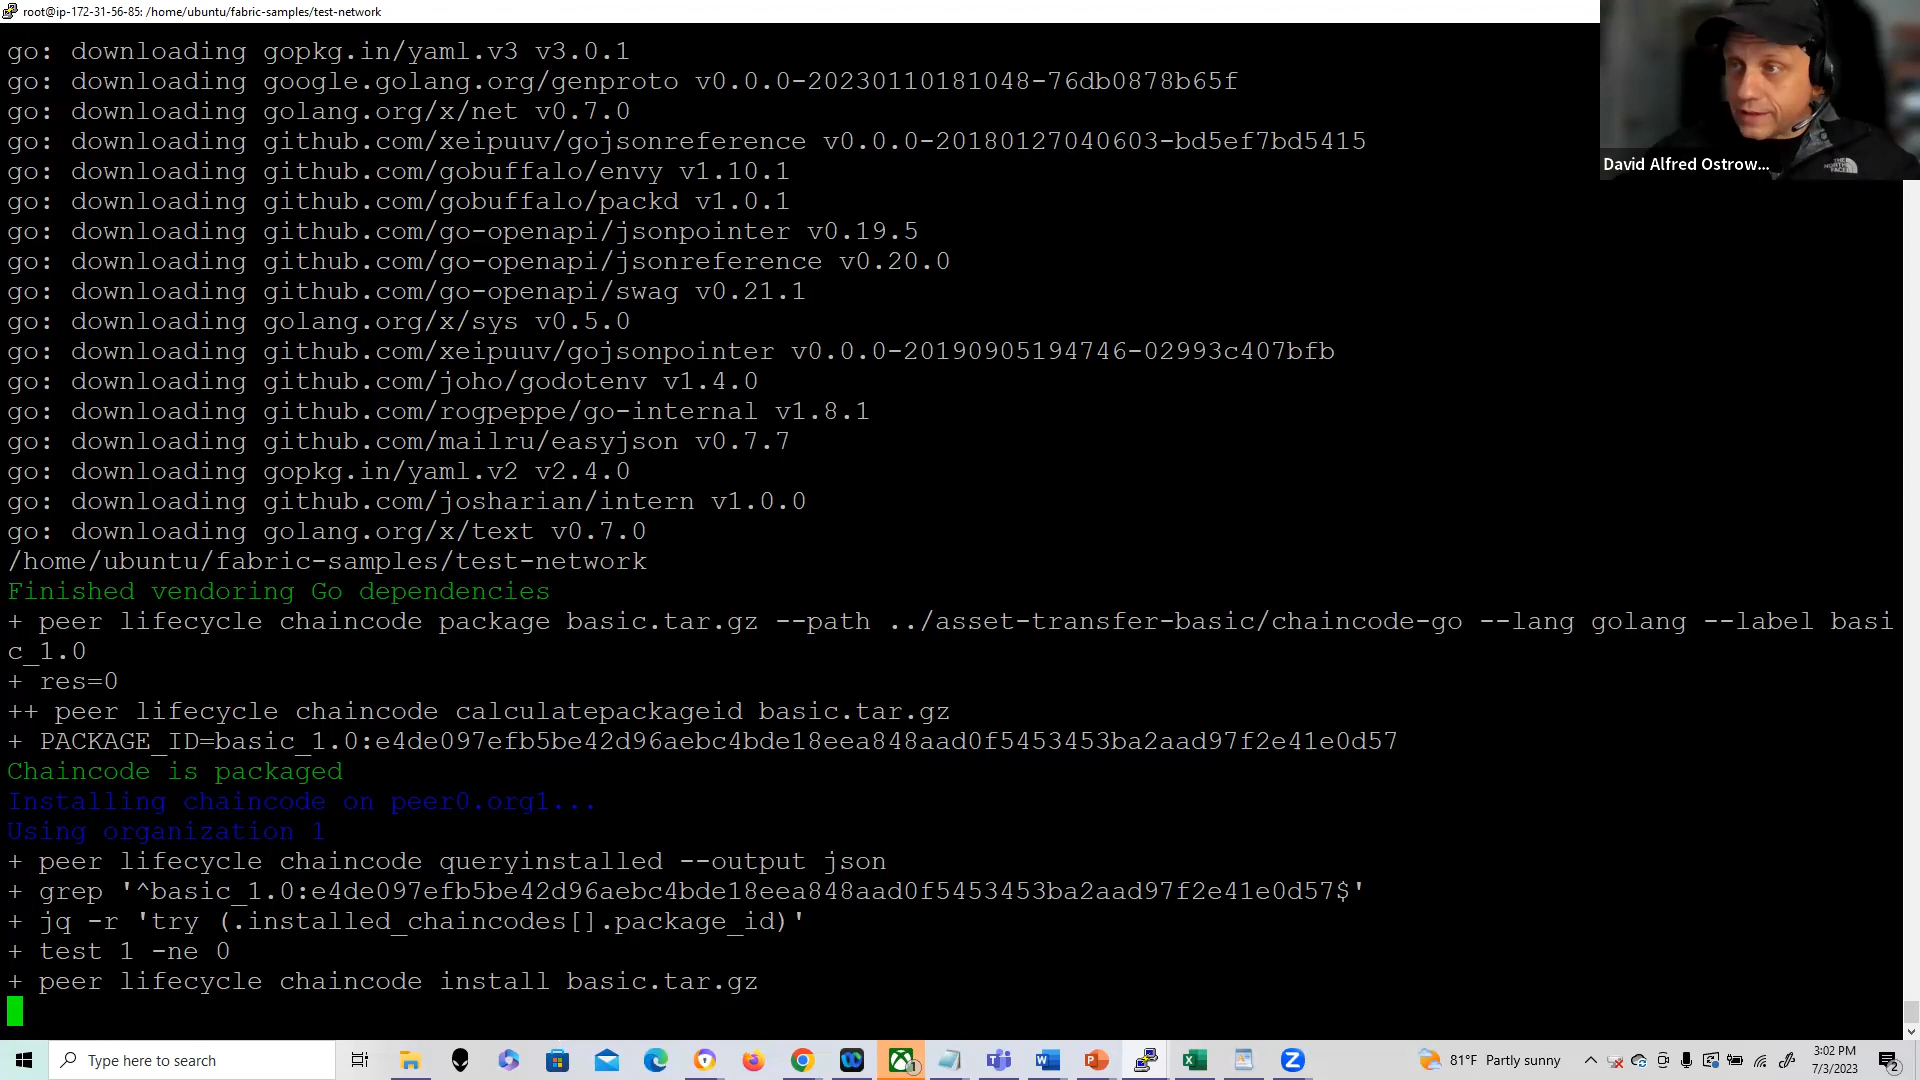 root@ip-172-31-56-85: /home/ubuntu/fabric-samples/test-network
go: downloading gopkg.in/yaml.v3 v3.0.1
go: downloading google.golang.org/genproto v0.0.0-20230110181048-76db0878b65f
go: downloading golang.org/x/net v0.7.0
go: downloading github.com/xeipuuv/gojsonreference v0.0.0-20180127040603-bd5ef7bd5415
go: downloading github.com/gobuffalo/envy v1.10.1
go: downloading github.com/gobuffalo/packd v1.0.1
go: downloading github.com/go-openapi/jsonpointer v0.19.5
go: downloading github.com/go-openapi/jsonreference v0.20.0
go: downloading github.com/go-openapi/swag v0.21.1
go: downloading golang.org/x/sys v0.5.0
go: downloading github.com/xeipuuv/gojsonpointer v0.0.0-20190905194746-02993c407bfb
go: downloading github.com/joho/godotenv v1.4.0
go: downloading github.com/rogpeppe/go-internal v1.8.1
go: downloading github.com/mailru/easyjson v0.7.7
go: downloading gopkg.in/yaml.v2 v2.4.0
go: downloading github.com/josharian/intern v1.0.0
go: downloading golang.org/x/text v0.7.0
/home/ubuntu/fabric-samples/test-network
Finished vendoring Go dependencies
+ peer lifecycle chaincode package basic.tar.gz --path ../asset-transfer-basic/chaincode-go --lang golang --label basi
c_1.0
+ res=0
++ peer lifecycle chaincode calculatepackageid basic.tar.gz
+ PACKAGE_ID=basic_1.0:e4de097efb5be42d96aebc4bde18eea848aad0f5453453ba2aad97f2e41e0d57
Chaincode is packaged
Installing chaincode on peer0.org1...
Using organization 1
+ peer lifecycle chaincode queryinstalled --output json
+ grep '^basic_1.0:e4de097efb5be42d96aebc4bde18eea848aad0f5453453ba2aad97f2e41e0d57$'
+ jq -r 'try (.installed_chaincodes[].package_id)'
+ test 1 -ne 0
+ peer lifecycle chaincode install basic.tar.gz
David Alfred Ostrow...
THE NORTH FACE
Type here to search
81°F Partly sunny
3:02 PM
7/3/2023